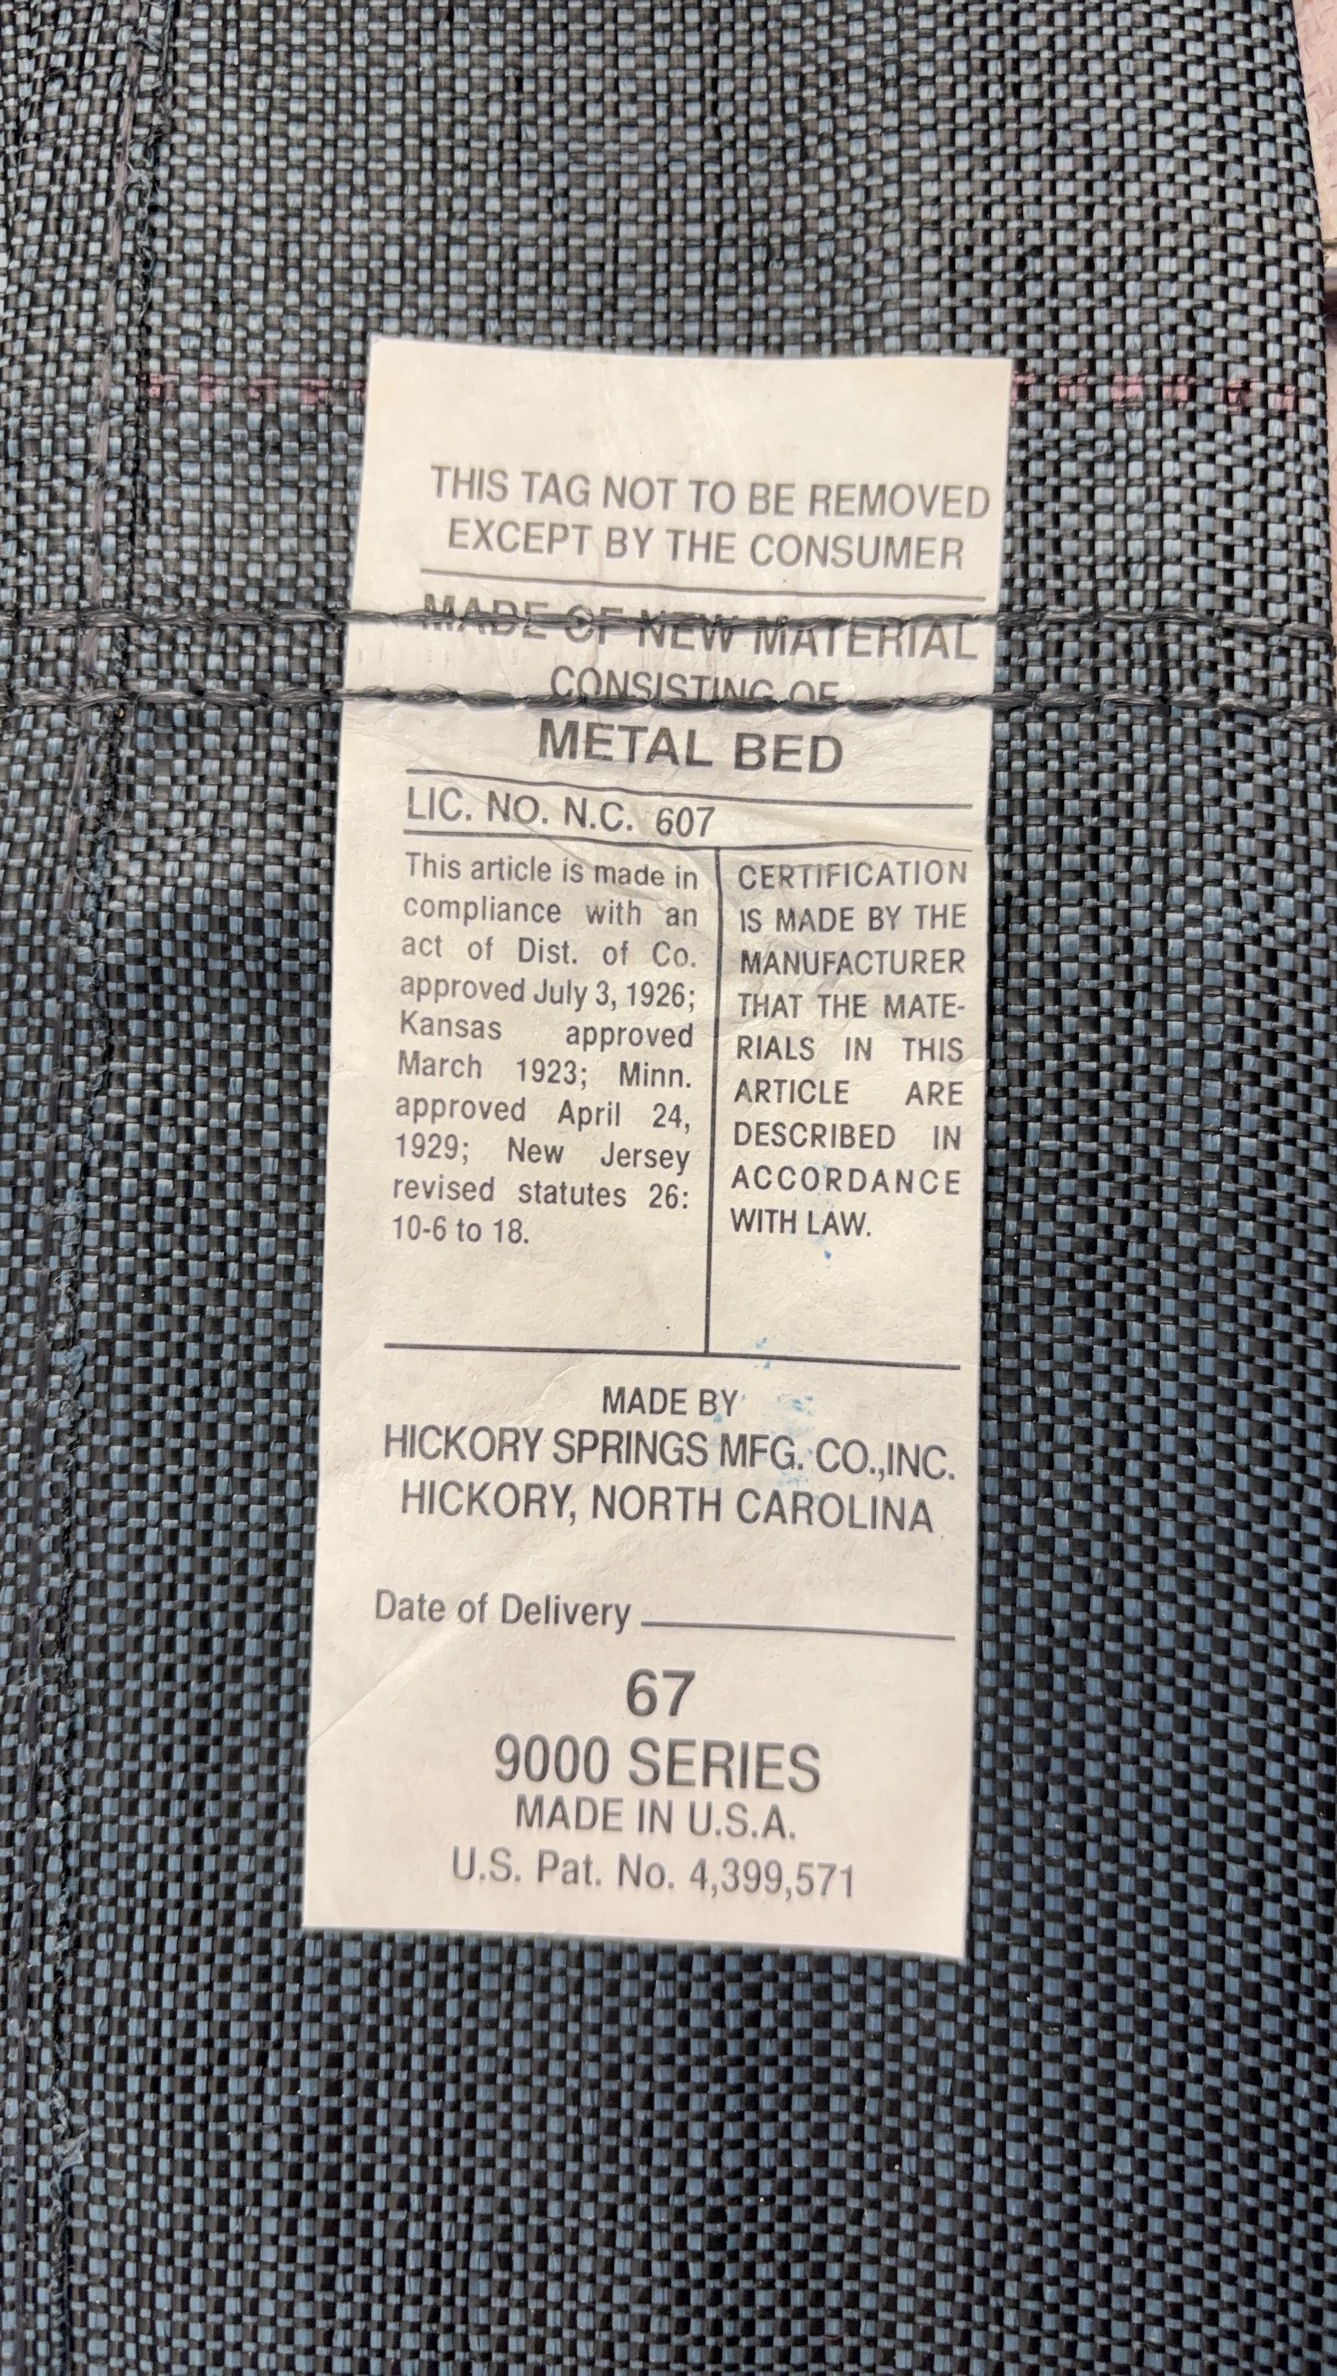 THIS TAG NOT TO BE REMOVED
EXCEPT BY THE CONSUMER
MADE OF NEW MATERIAL
CONSISTING OF
METAL BED
LIC. NO. N.C. 607
This article is made in
compliance with an
act of Dist. of Co.
approved July 3, 1926;
Kansas approved
March 1923; Minn.
approved April 24,
1929; New Jersey
revised statutes 26:
10-6 to 18.
CERTIFICATION
IS MADE BY THE
MANUFACTURER
THAT THE MATE-
RIALS IN THIS
ARTICLE ARE
DESCRIBED IN
ACCORDANCE
WITH LAW.
MADE BY
HICKORY SPRINGS MFG. CO.,INC.
HICKORY, NORTH CAROLINA
Date of Delivery
67
9000 SERIES
MADE IN U.S.A.
U.S. Pat. No. 4,399,571